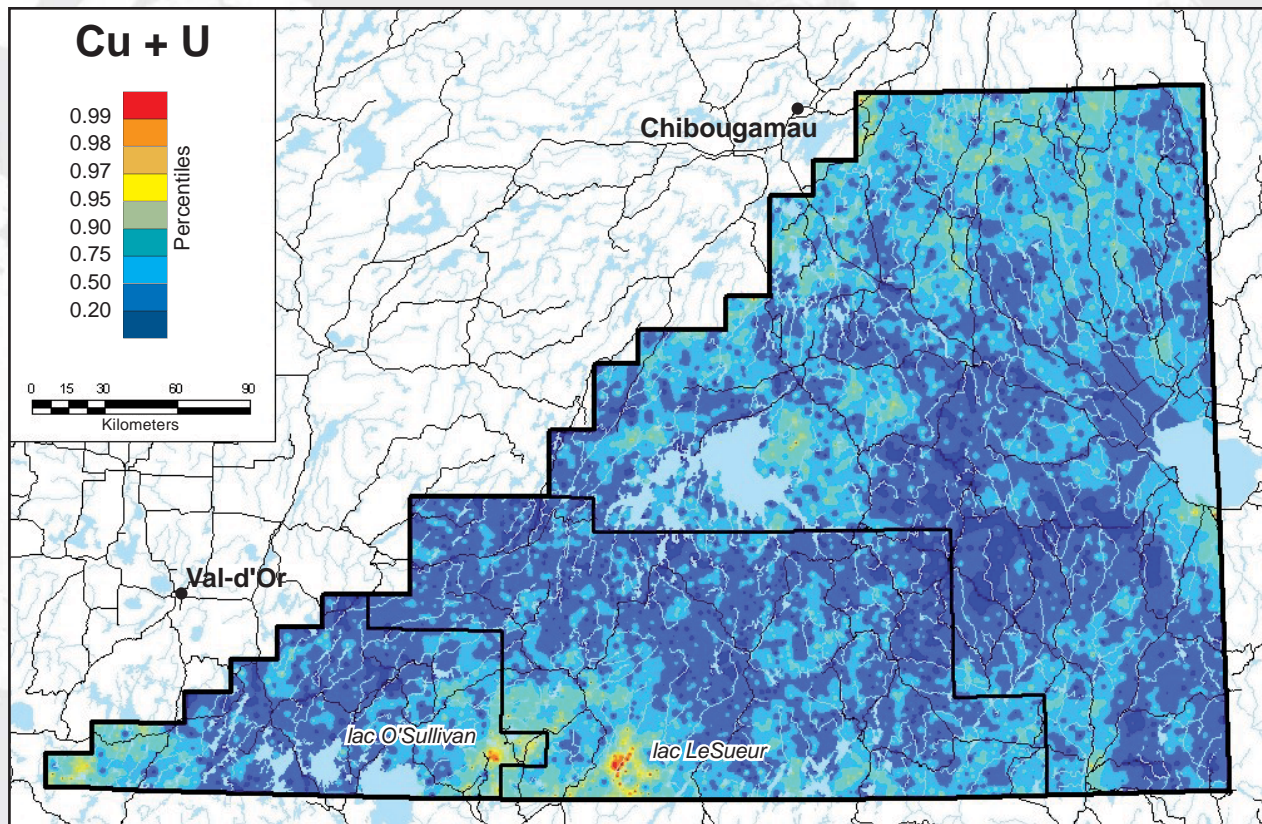 Cu + U
0.99
0.98
0.97
0.95
0.90
0.75
0.50
0.20
Percentiles
0 15 30 60 90
Kilometers
Chibougamau
Val-d'Or
lac O'Sullivan
lac LeSueur